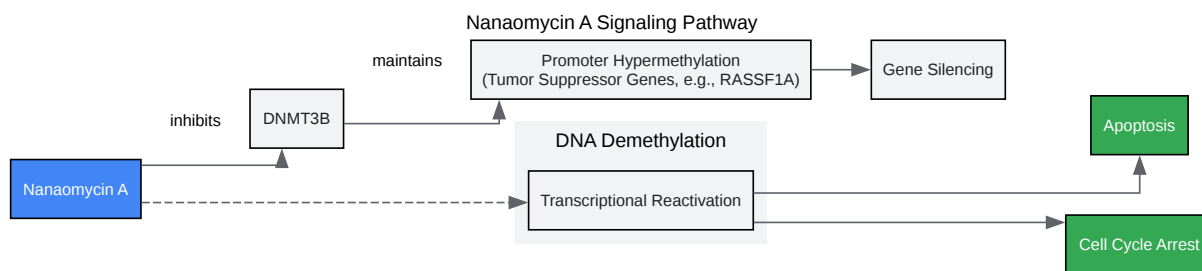 Nanaomycin A Signaling Pathway
maintains
Promoter Hypermethylation
(Tumor Suppressor Genes, e.g., RASSF1A)
Gene Silencing
inhibits
DNMT3B
Apoptosis
DNA Demethylation
Nanaomycin A
Transcriptional Reactivation
Cell Cycle Arrest